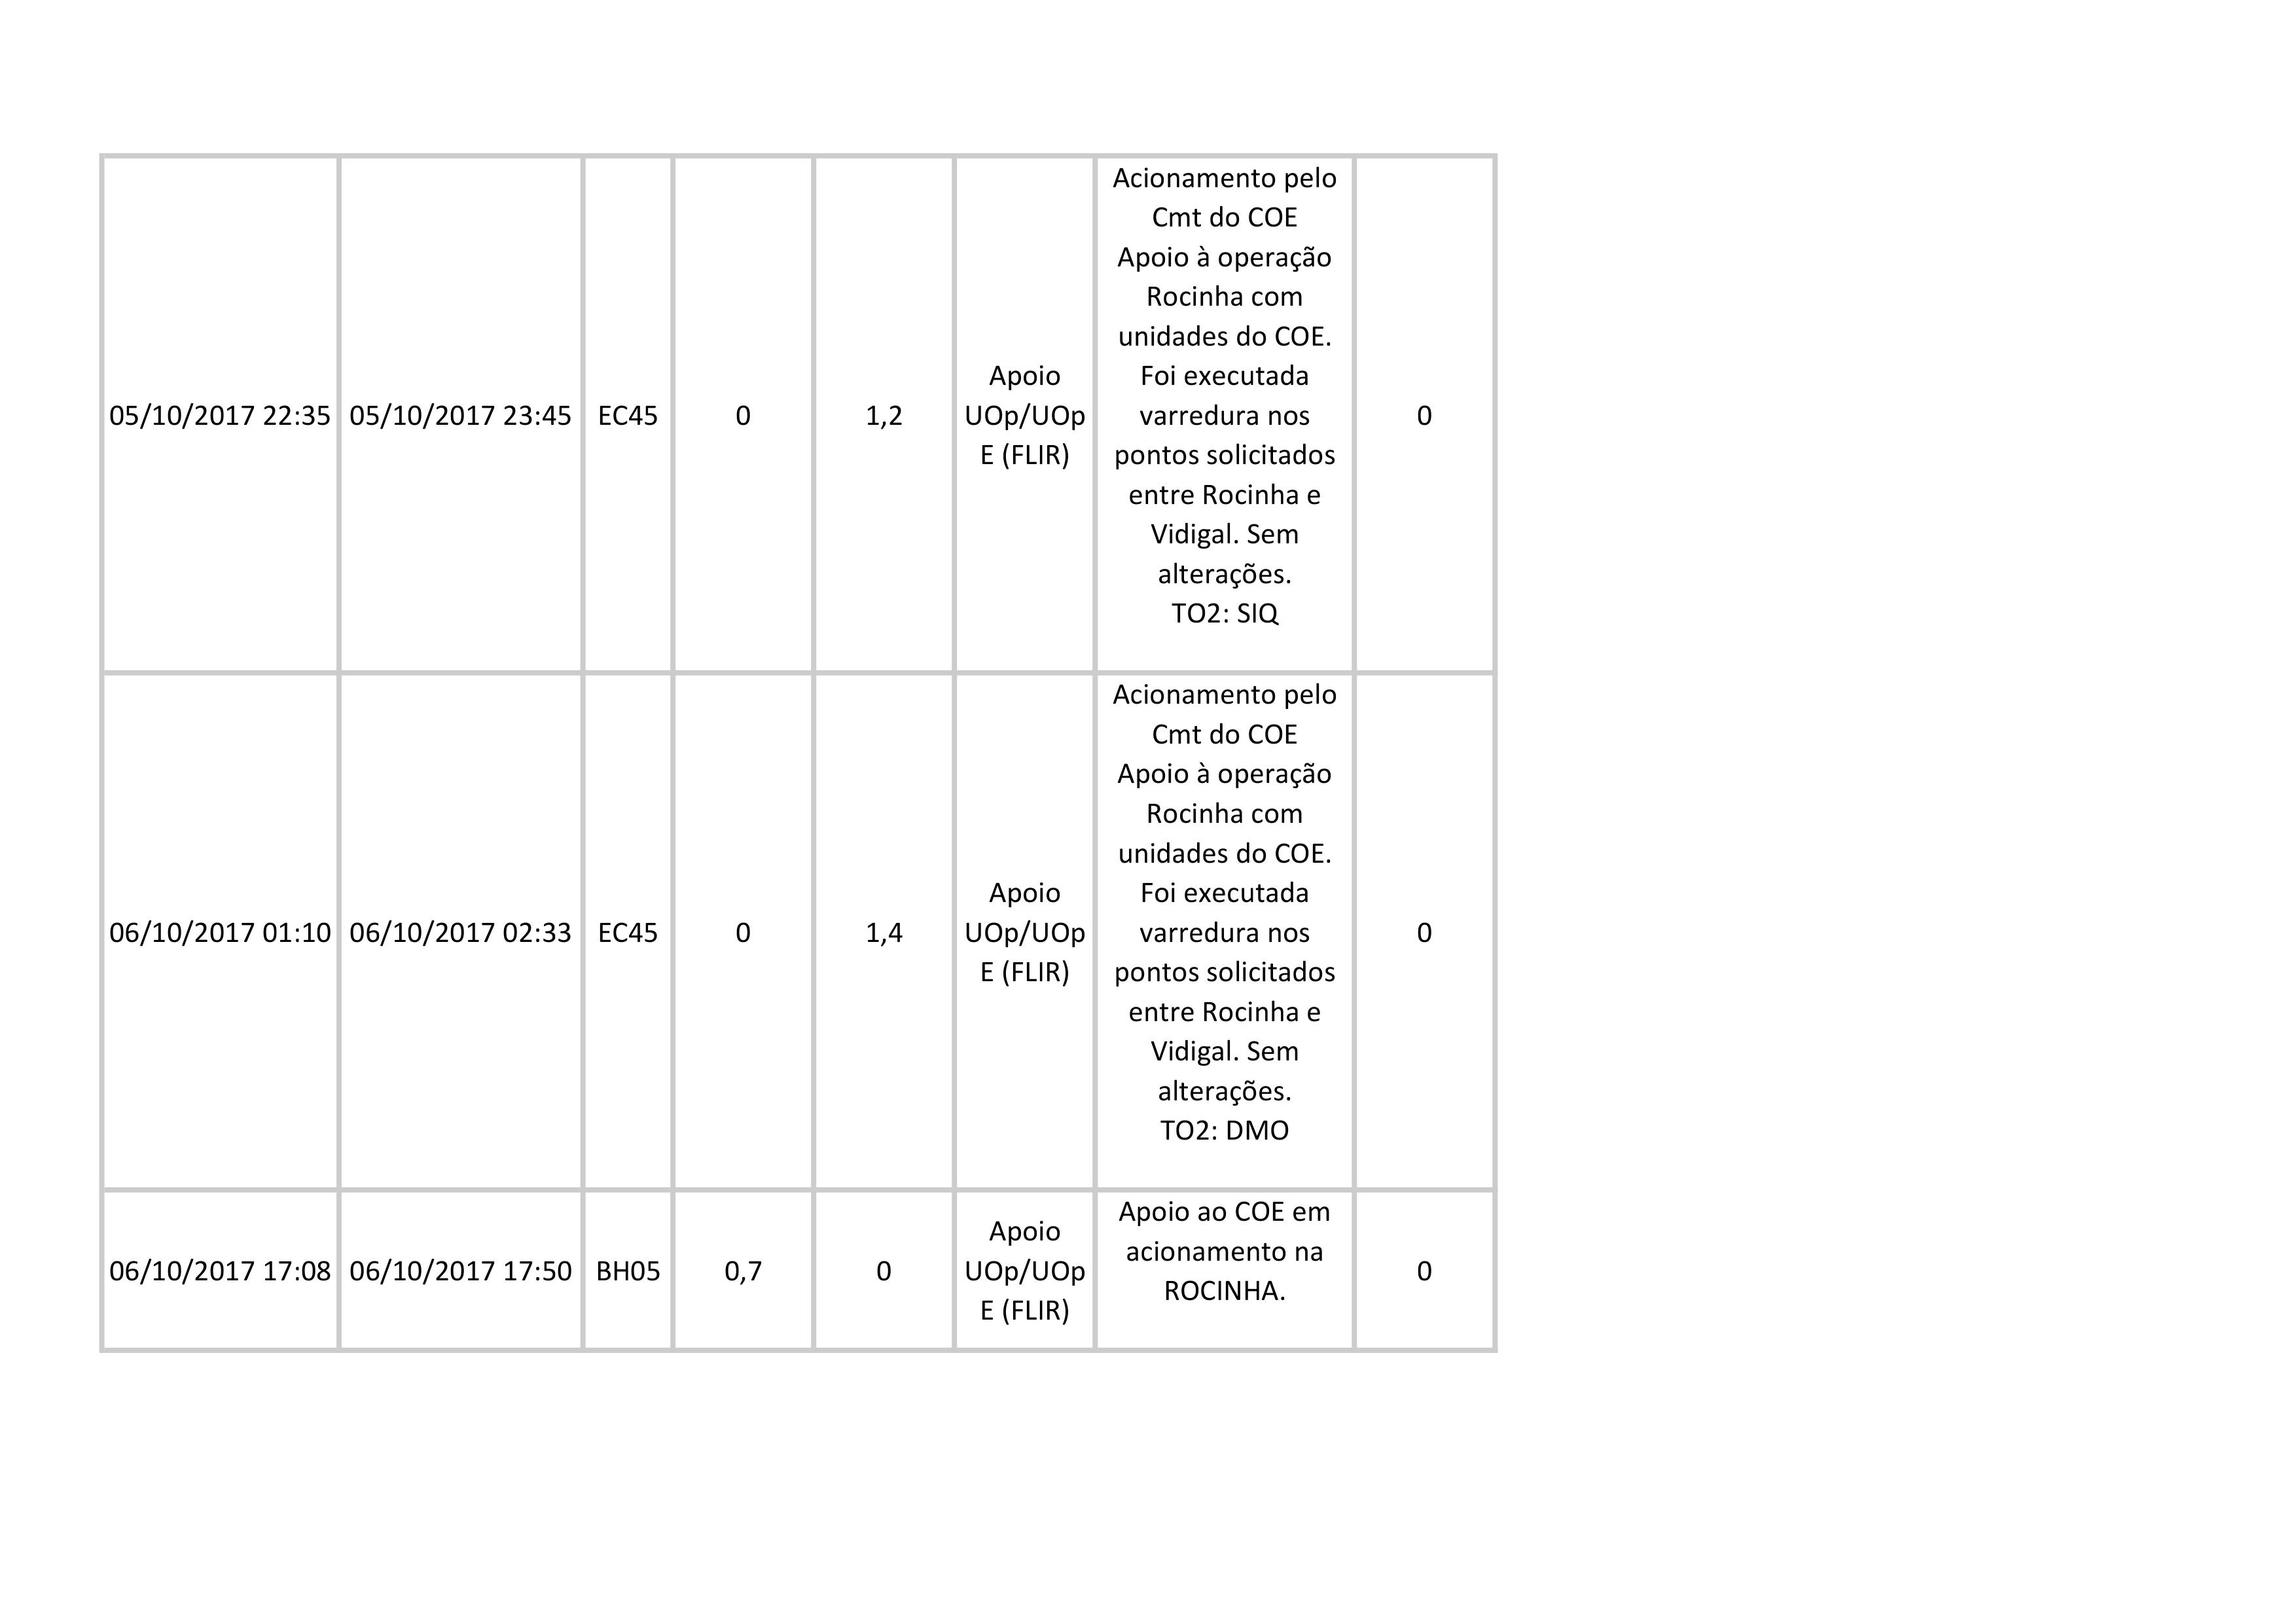 05/10/2017 22:35
05/10/2017 23:45
EC45
0
1,2
Apoio
UOp/UOp
E (FLIR)
Acionamento pelo
Cmt do COE
Apoio à operação
Rocinha com
unidades do COE.
Foi executada
varredura nos
pontos solicitados
entre Rocinha e
Vidigal. Sem
alterações.
TO2: SIQ
0
06/10/2017 01:10
06/10/2017 02:33
EC45
0
1,4
Apoio
UOp/UOp
E (FLIR)
Acionamento pelo
Cmt do COE
Apoio à operação
Rocinha com
unidades do COE.
Foi executada
varredura nos
pontos solicitados
entre Rocinha e
Vidigal. Sem
alterações.
TO2: DMO
0
06/10/2017 17:08
06/10/2017 17:50
BH05
0,7
0
Apoio
UOp/UOp
E (FLIR)
Apoio ao COE em
acionamento na
ROCINHA.
0